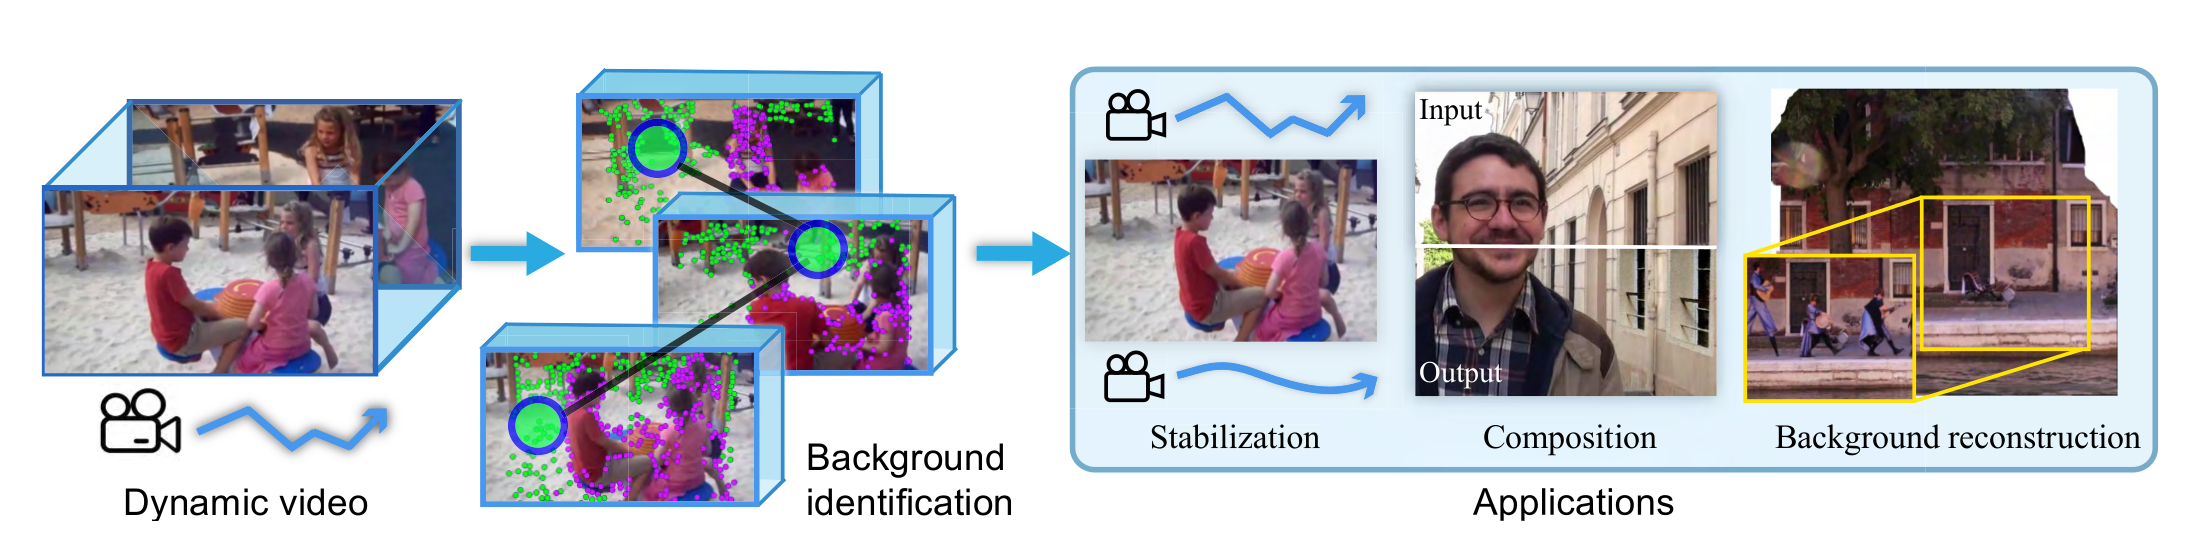 Dynamic video
Background
identification
Input
Output
Stabilization
Composition
Background reconstruction
Applications